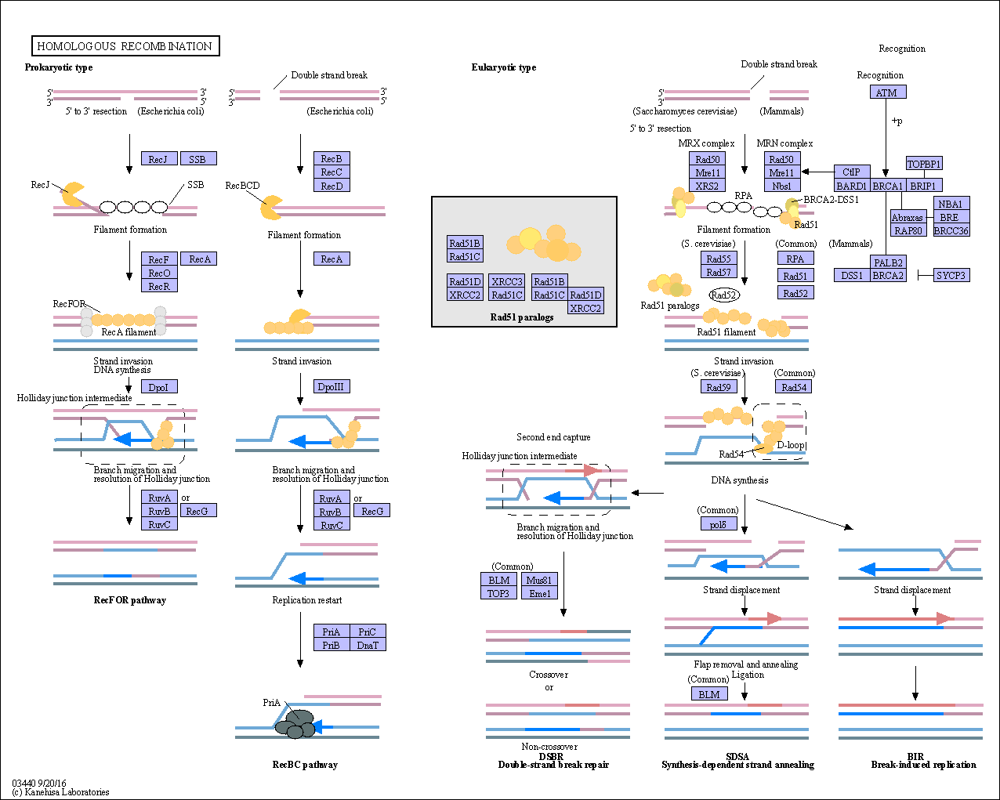 HOMOLOGOUS RECOMBINATION
Prokaryotic type
5'
3'
3'
5'
5' to 3' resection
(Escherichia coli)
RecJ
SSB
RecJ
SSB
Filament formation
RecF
RecA
RecO
RecR
RecFOR
RecA filament
Strand invasion
DNA synthesis
DpoI
Holliday junction intermediate
Branch migration and
resolution of Holliday junction
RuvA
or
RuvB
RecG
RuvC
RecFOR pathway
Double strand break
5'
3'
3'
5'
(Escherichia coli)
RecB
RecC
RecD
RecBCD
Filament formation
RecA
Strand invasion
DpoIII
Branch migration and
resolution of Holliday junction
RuvA
or
RuvB
RecG
RuvC
Replication restart
PriA
PriC
PriB
DnaT
PriA
RecBC pathway
Eukaryotic type
Rad51B
Rad51C
Rad51D
XRCC2
XRCC3
Rad51C
Rad51B
Rad51C
Rad51D
XRCC2
Rad51 paralogs
Double strand break
5'
3'
(Saccharomyces cerevisiae)
(Mammals)
5' to 3' resection
MRX complex
MRN complex
Rad50
Mre11
XRS2
Rad50
Mre11
Nbs1
RPA
BRCA2-DSS1
Rad51
Filament formation
(S. cerevisiae)
(Common)
Rad55
Rad57
RPA
Rad51
Rad52
Rad52
Rad51 paralogs
Rad51 filament
Strand invasion
(S. cerevisiae)
(Common)
Rad59
Rad54
D-loop
Rad54
DNA synthesis
Recognition
Recognition
ATM
+p
TOPBP1
CtIP
BARD1
BRCA1
BRIP1
NBA1
Abraxas
BRE
RAP80
BRCC36
(Mammals)
PALB2
DSS1
BRCA2
SYCP3
Second end capture
Holliday junction intermediate
Branch migration and
resolution of Holliday junction
(Common)
BLM
TOP3
Mus81
Eme1
Crossover
or
Non-crossover
DSBR
Double-strand break repair
(Common)
polδ
Strand displacement
Flap removal and annealing
Ligation
(Common)
BLM
SDSA
Synthesis-dependent strand annealing
Strand displacement
BIR
Break-induced replication
03440 9/20/16
(c) Kanehisa Laboratories